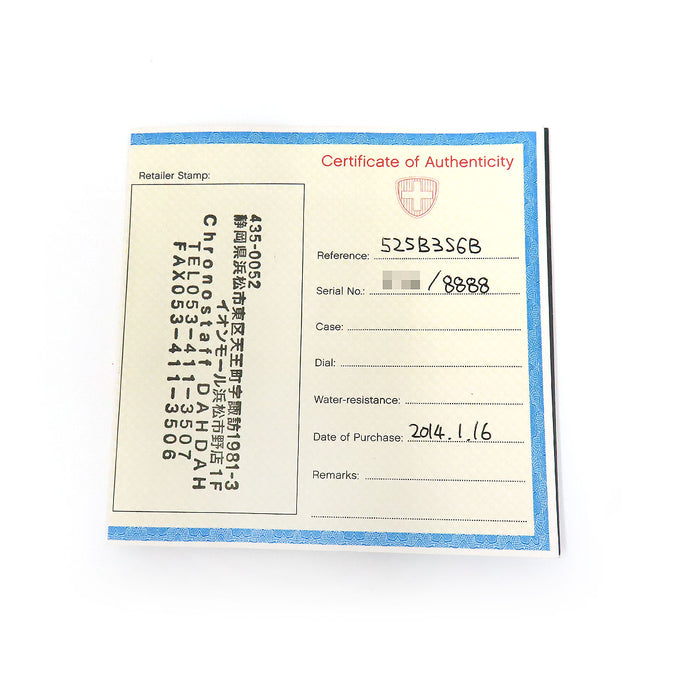 Retailer Stamp:
435-0052
静岡県浜松市東区天王町字諏訪1981-3
イオンモール浜松市野店1F
Chronostaff DAHDAH
TEL053-411-3507
FAX053-411-3506
Certificate of Authenticity
Reference: 525B3S6B
Serial No.: /8888
Case:
Dial:
Water-resistance:
Date of Purchase: 2014.1.16
Remarks: